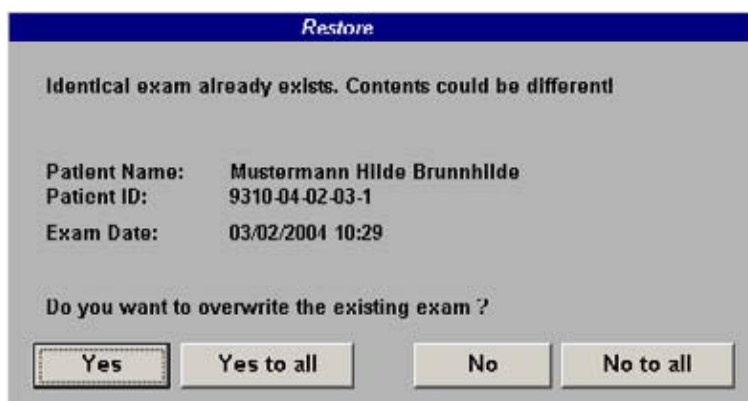 Restore
Identical exam already exists. Contents could be different!
Patient Name: Mustermann Hilde Brunnhilde
Patient ID: 9310-04-02-03-1
Exam Date: 03/02/2004 10:29
Do you want to overwrite the existing exam ?
Yes Yes to all No No to all